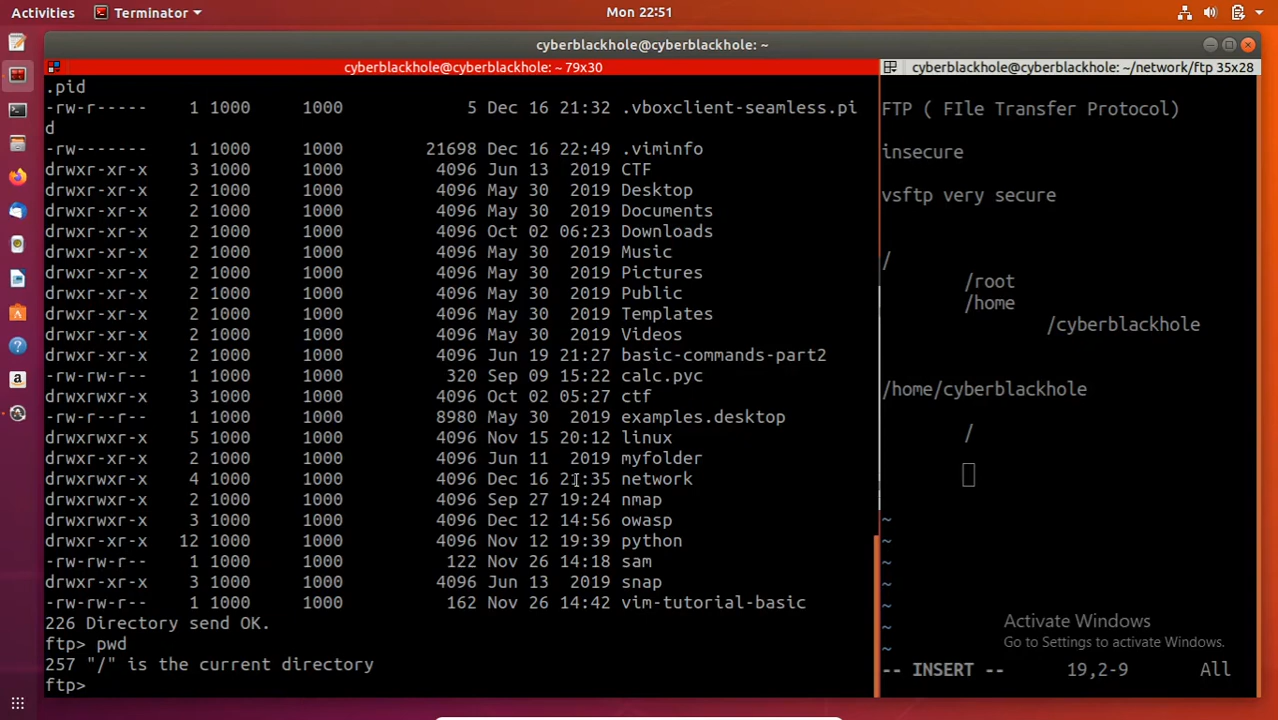 Activities Terminator Mon 22:51
cyberblackhole@cyberblackhole: ~
cyberblackhole@cyberblackhole: ~ 79x30
.pid
-rw-r----- 1 1000 1000 5 Dec 16 21:32 .vboxclient-seamless.pi
d
-rw------- 1 1000 1000 21698 Dec 16 22:49 .viminfo
drwxr-xr-x 3 1000 1000 4096 Jun 13 2019 CTF
drwxr-xr-x 2 1000 1000 4096 May 30 2019 Desktop
drwxr-xr-x 2 1000 1000 4096 May 30 2019 Documents
drwxr-xr-x 2 1000 1000 4096 Oct 02 06:23 Downloads
drwxr-xr-x 2 1000 1000 4096 May 30 2019 Music
drwxr-xr-x 2 1000 1000 4096 May 30 2019 Pictures
drwxr-xr-x 2 1000 1000 4096 May 30 2019 Public
drwxr-xr-x 2 1000 1000 4096 May 30 2019 Templates
drwxr-xr-x 2 1000 1000 4096 May 30 2019 Videos
drwxr-xr-x 2 1000 1000 4096 Jun 19 21:27 basic-commands-part2
-rw-rw-r-- 1 1000 1000 320 Sep 09 15:22 calc.pyc
drwxrwxr-x 3 1000 1000 4096 Oct 02 05:27 ctf
-rw-r--r-- 1 1000 1000 8980 May 30 2019 examples.desktop
drwxrwxr-x 5 1000 1000 4096 Nov 15 20:12 linux
drwxrwxr-x 2 1000 1000 4096 Jun 11 2019 myfolder
drwxrwxr-x 4 1000 1000 4096 Dec 16 21:35 network
drwxrwxr-x 2 1000 1000 4096 Sep 27 19:24 nmap
drwxrwxr-x 3 1000 1000 4096 Dec 12 14:56 owasp
drwxrwxr-x 12 1000 1000 4096 Nov 12 19:39 python
-rw-rw-r-- 1 1000 1000 122 Nov 26 14:18 sam
drwxr-xr-x 3 1000 1000 4096 Jun 13 2019 snap
-rw-rw-r-- 1 1000 1000 162 Nov 26 14:42 vim-tutorial-basic
226 Directory send OK.
ftp> pwd
257 "/" is the current directory
ftp>
cyberblackhole@cyberblackhole: ~/network/ftp 35x28
FTP ( FIle Transfer Protocol)
insecure
vsftp very secure
/
/root
/home
/cyberblackhole
/home/cyberblackhole
/
~
~
~
~
~
~
~
Activate Windows
Go to Settings to activate Windows.
-- INSERT -- 19,2-9 All